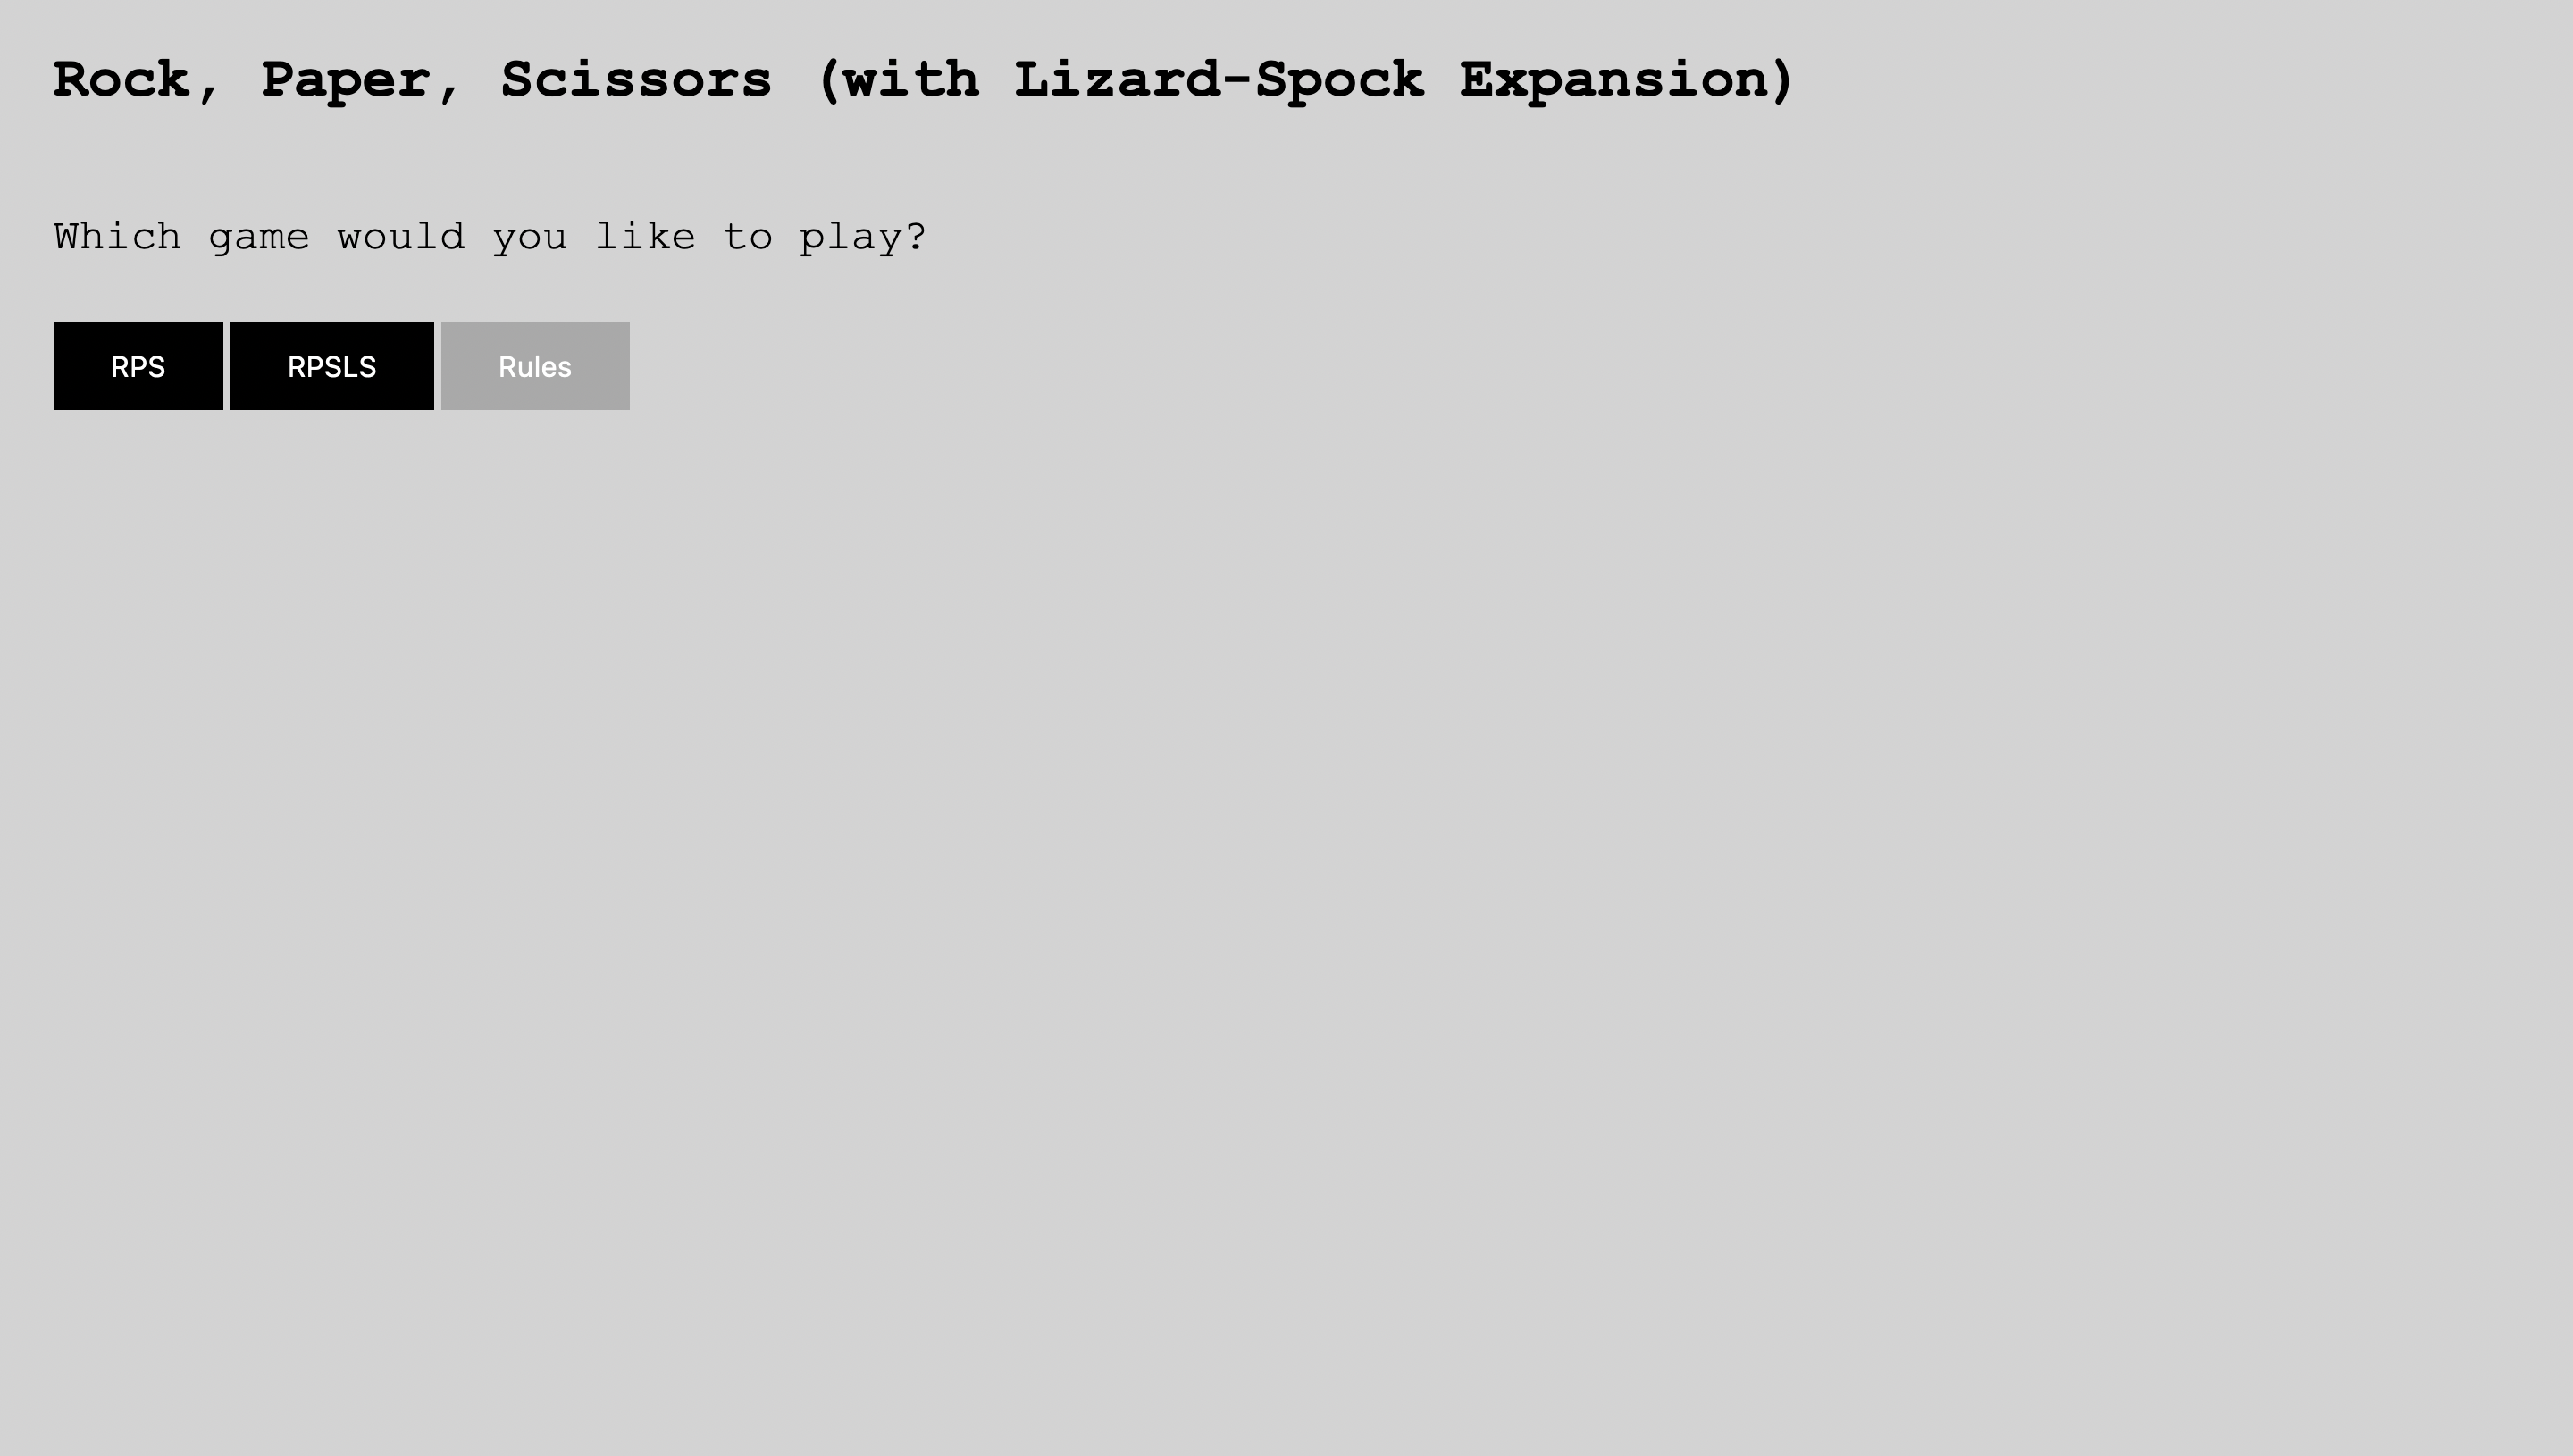 Rock, Paper, Scissors (with Lizard-Spock Expansion)
Which game would you like to play?
RPS RPSLS Rules